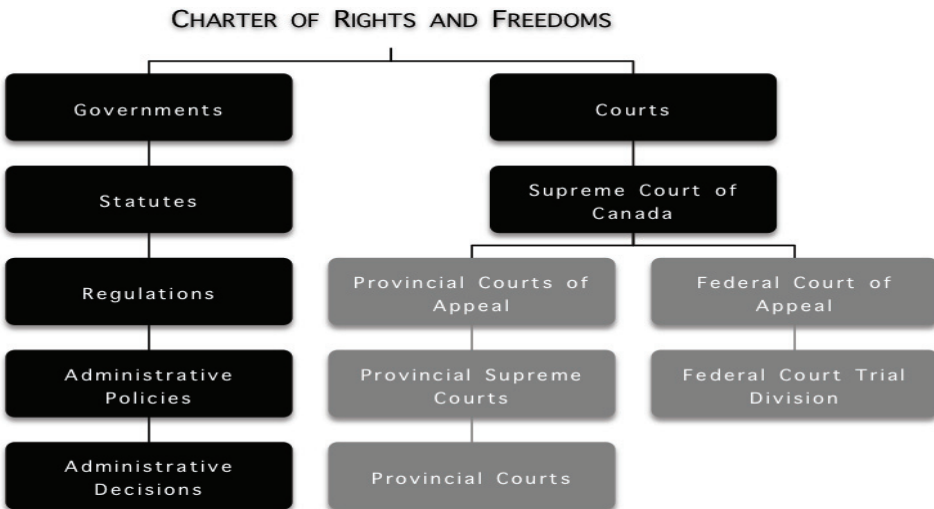 CHARTER OF RIGHTS AND FREEDOMS
Governments
Courts
Statutes
Supreme Court of
Canada
Regulations
Provincial Courts of
Appeal
Federal Court of
Appeal
Administrative
Policies
Provincial Supreme
Courts
Federal Court Trial
Division
Administrative
Decisions
Provincial Courts